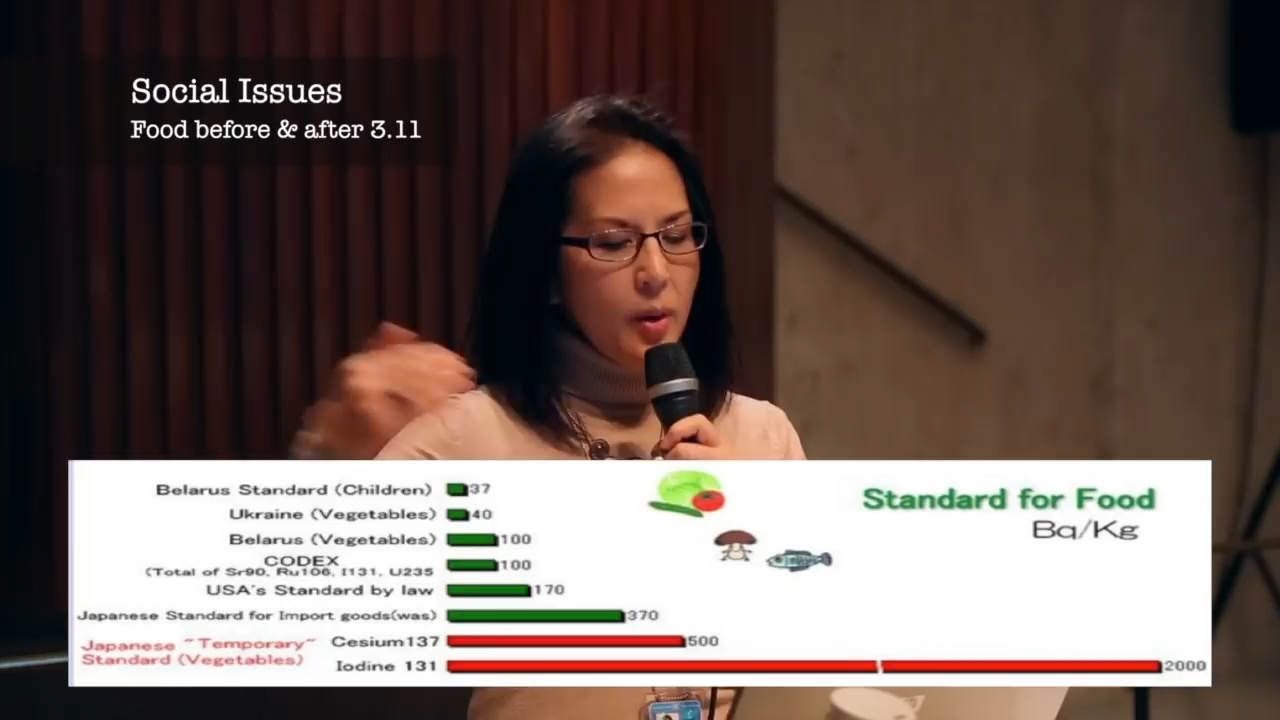 Social Issues
Food before & after 3.11
Standard for Food
Bq/Kg
Belarus Standard (Children) 37
Ukraine (Vegetables) 40
Belarus (Vegetables) 100
CODEX 100
(Total of Sr90, Ru106, I131, U235
USA's Standard by law 170
Japanese Standard for Import goods(was) 370
Japanese "Temporary"
Standard (Vegetables)
Cesium137 500
Iodine 131 2000